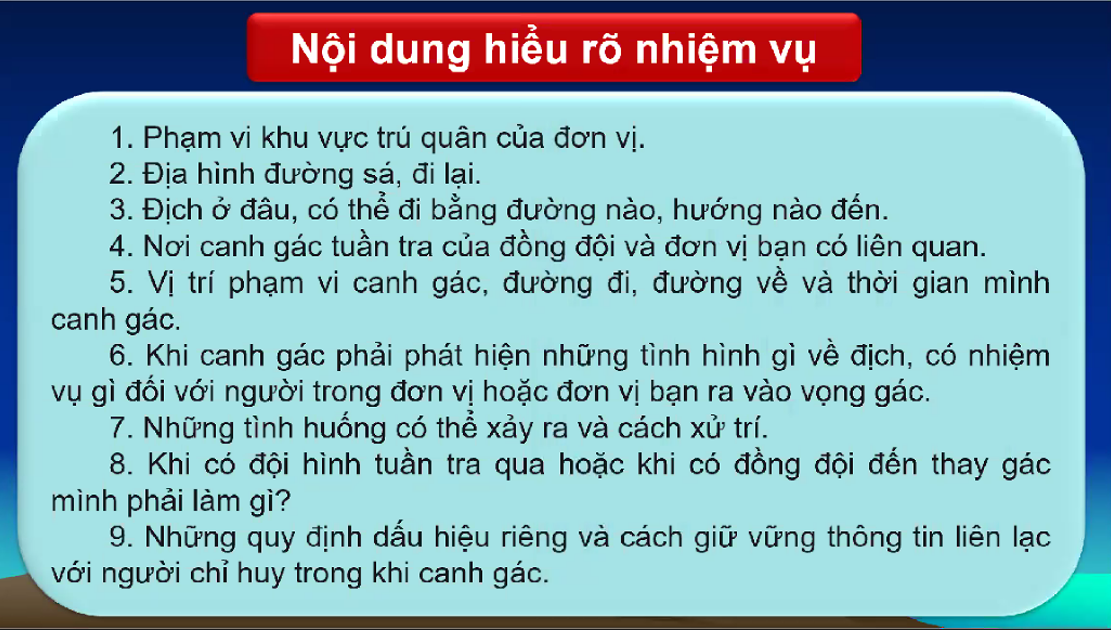 Nội dung hiểu rõ nhiệm vụ
1. Phạm vi khu vực trú quân của đơn vị.
2. Địa hình đường sá, đi lại.
3. Địch ở đâu, có thể đi bằng đường nào, hướng nào đến.
4. Nơi canh gác tuần tra của đồng đội và đơn vị bạn có liên quan.
5. Vị trí phạm vi canh gác, đường đi, đường về và thời gian mình
canh gác.
6. Khi canh gác phải phát hiện những tình hình gì về địch, có nhiệm
vụ gì đối với người trong đơn vị hoặc đơn vị bạn ra vào vọng gác.
7. Những tình huống có thể xảy ra và cách xử trí.
8. Khi có đội hình tuần tra qua hoặc khi có đồng đội đến thay gác
mình phải làm gì?
9. Những quy định dấu hiệu riêng và cách giữ vững thông tin liên lạc
với người chỉ huy trong khi canh gác.